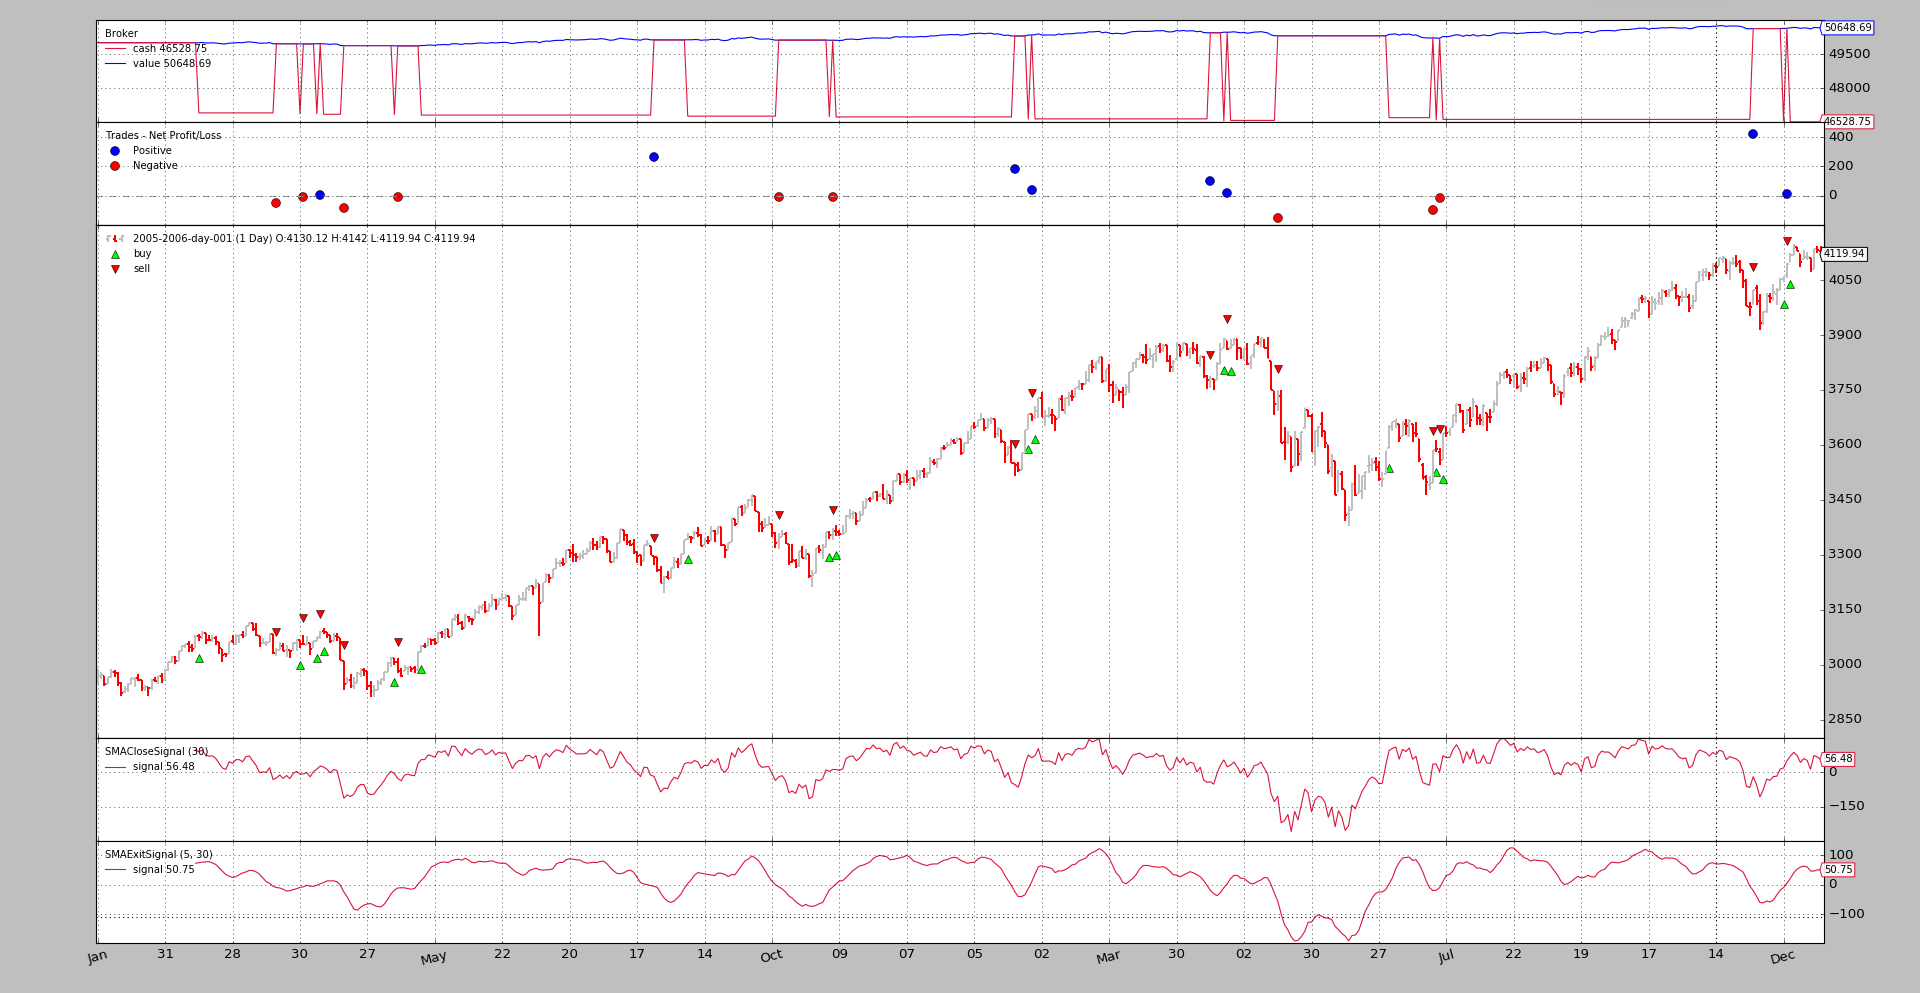 Broker
cash 46528.75
value 50648.69
50648.69
49500
48000
46528.75
Trades - Net Profit/Loss
Positive
Negative
400
200
0
2005-2006-day-001 (1 Day) O:4130.12 H:4142 L:4119.94 C:4119.94
buy
sell
4119.94
4050
3900
3750
3600
3450
3300
3150
3000
2850
SMACloseSignal (30)
signal 56.48
56.48
0
−150
SMAExitSignal (5, 30)
signal 50.75
100
50.75
0
−100
Jan 31 28 30 27 May 22 20 17 14 Oct 09 07 05 02 Mar 30 02 30 27 Jul 22 19 17 14 Dec